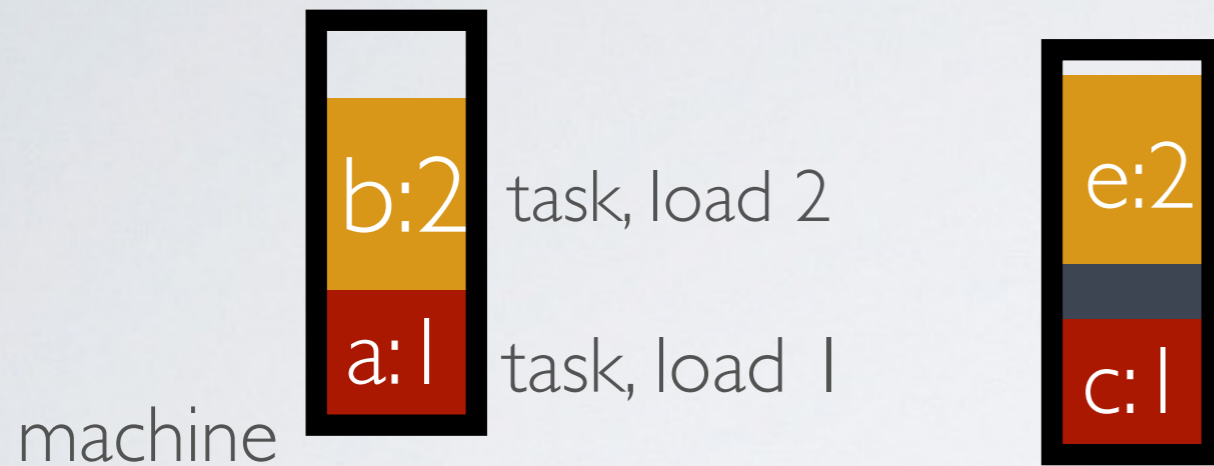 b:2
task, load 2
a:1
task, load 1
machine
e:2
c:1